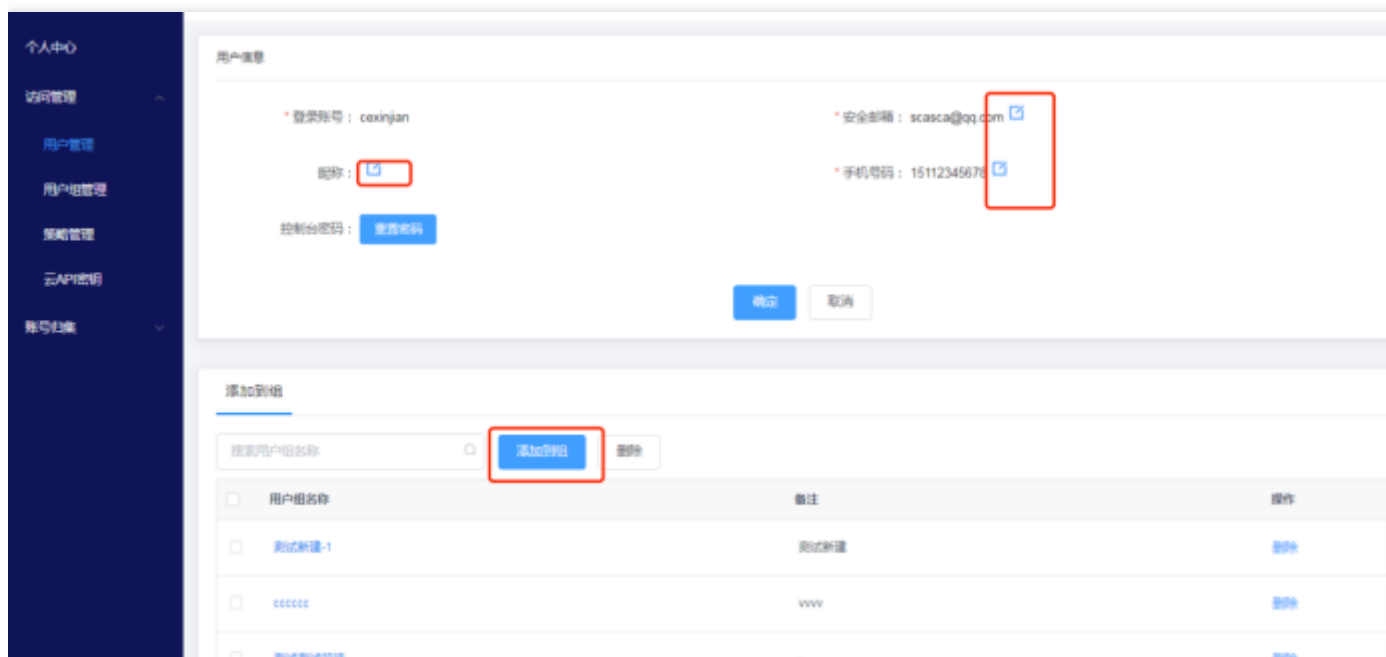 个人中心
访问管理
用户管理
用户组管理
策略管理
云API密钥
账号归集
用户信息
* 登录账号： cexinjian
* 安全邮箱： scasca@qq.com
昵称：
* 手机号码： 15112345678
控制台密码： 重置密码
确定 取消
添加到组
搜索用户组名称 添加到组 删除
用户组名称 备注 操作
测试新建-1 测试新建 删除
cccccc vvvv 删除
删除